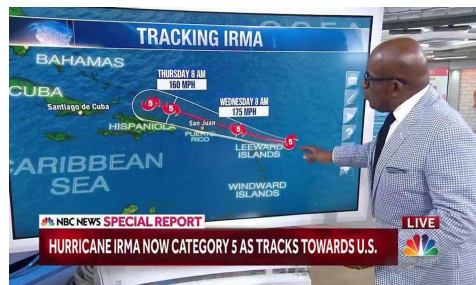 TRACKING IRMA
BAHAMAS
THURSDAY 8 AM
160 MPH
CUBA
Santiago de Cuba
5
5
WEDNESDAY 8 AM
175 MPH
San Juan
HISPANIOLA
PUERTO
RICO
5
5
LEEWARD
ISLANDS
CARIBBEAN
SEA
WINDWARD
ISLANDS
NBC NEWS SPECIAL REPORT
LIVE
HURRICANE IRMA NOW CATEGORY 5 AS TRACKS TOWARDS U.S.
NBC